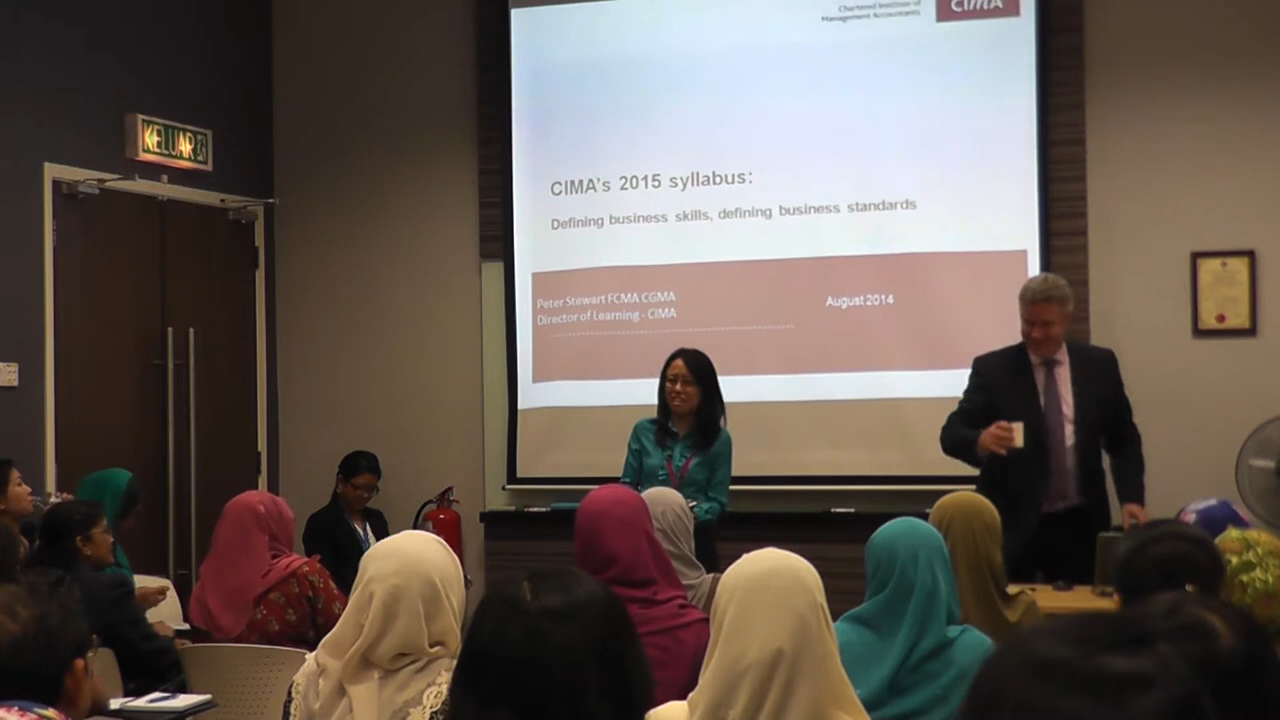 Chartered Institute of
Management Accountants
CIMA
KELUAR
CIMA's 2015 syllabus:
Defining business skills, defining business standards
Peter Stewart FCMA CGMA
Director of Learning - CIMA
August 2014